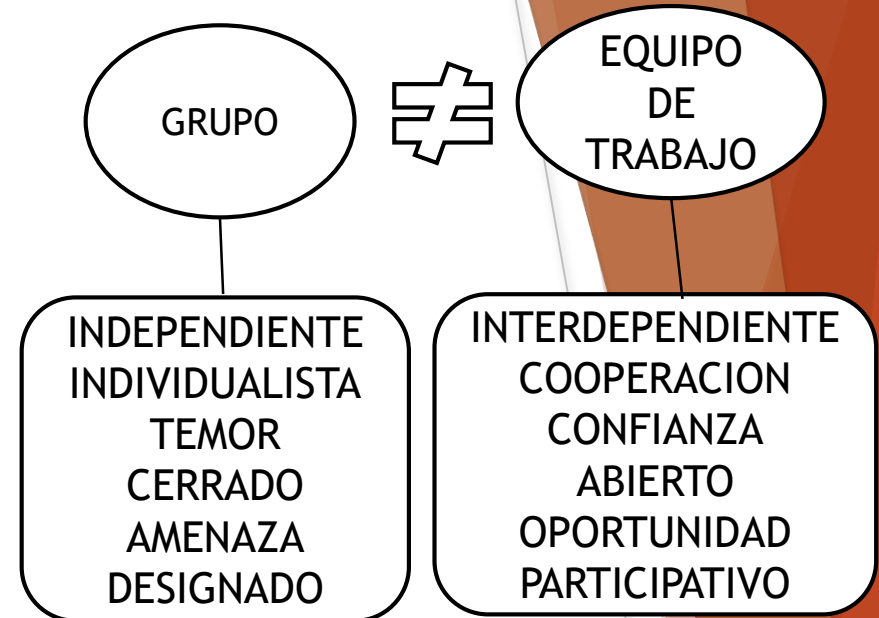 GRUPO
≠
EQUIPO
DE
TRABAJO
INDEPENDIENTE
INDIVIDUALISTA
TEMOR
CERRADO
AMENAZA
DESIGNADO
INTERDEPENDIENTE
COOPERACION
CONFIANZA
ABIERTO
OPORTUNIDAD
PARTICIPATIVO